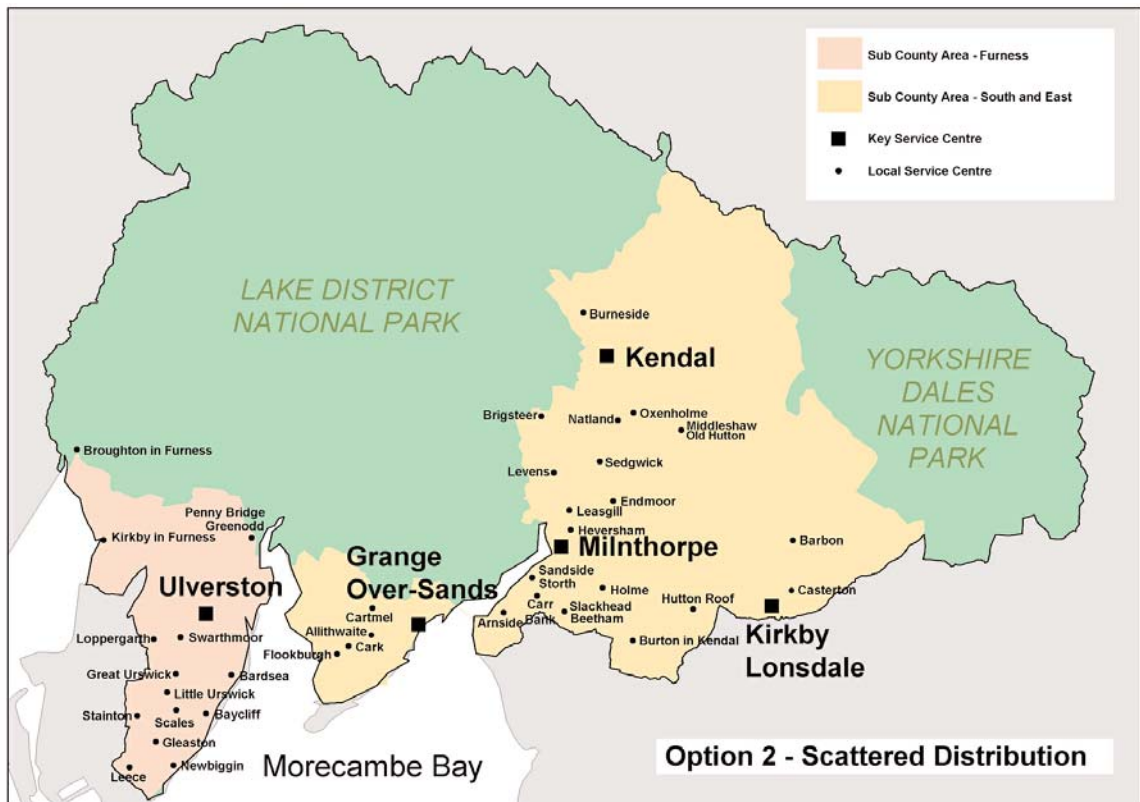 Sub County Area - Furness
Sub County Area - South and East
Key Service Centre
Local Service Centre
LAKE DISTRICT
NATIONAL PARK
YORKSHIRE
DALES
NATIONAL
PARK
Burneside
Kendal
Brigsteer
Natland
Oxenholme
Middleshaw
Old Hutton
Broughton in Furness
Levens
Sedgwick
Endmoor
Leasgill
Penny Bridge
Greenodd
Kirkby in Furness
Heversham
Milnthorpe
Barbon
Grange
Over-Sands
Ulverston
Sandside
Storth
Holme
Casterton
Hutton Roof
Cartmel
Carr
Bank
Slackhead
Beetham
Arnside
Kirkby
Lonsdale
Loppergarth
Swarthmoor
Allithwaite
Cark
Flookburgh
Burton in Kendal
Great Urswick
Bardsea
Little Urswick
Stainton
Scales
Baycliff
Gleaston
Leece
Newbiggin
Morecambe Bay
Option 2 - Scattered Distribution